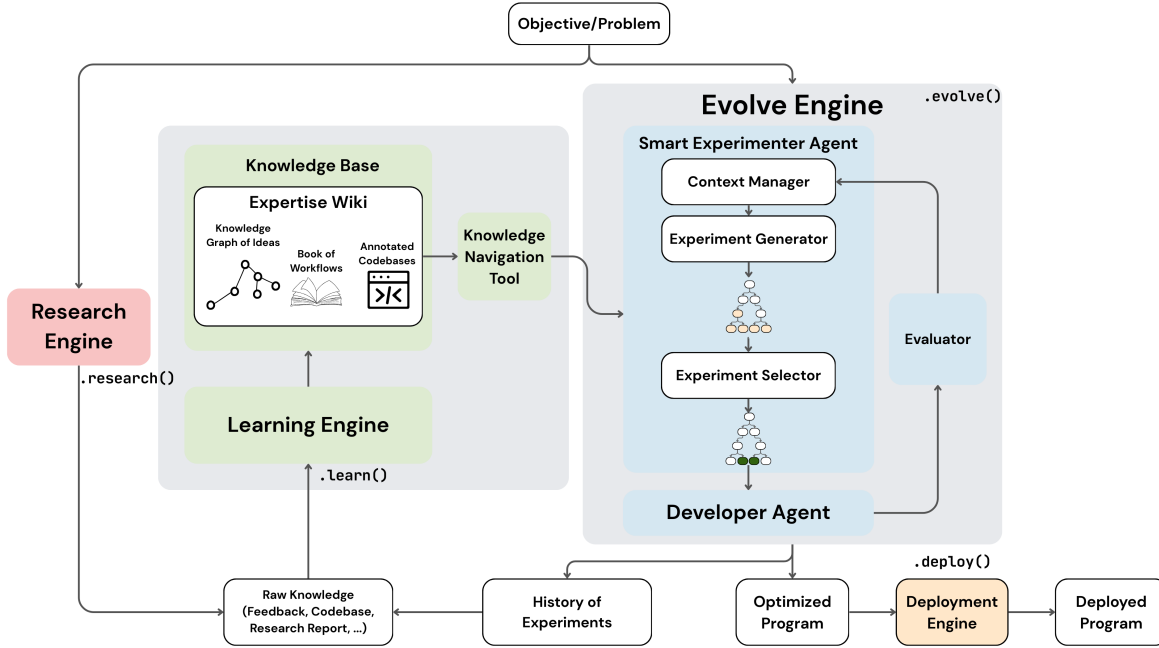 Objective/Problem
Evolve Engine
.evolve()
Smart Experimenter Agent
Context Manager
Experiment Generator
Experiment Selector
Developer Agent
Evaluator
Knowledge Base
Expertise Wiki
Knowledge
Graph of Ideas
Book of
Workflows
Annotated
Codebases
Knowledge
Navigation
Tool
Research
Engine
.research()
Learning Engine
.learn()
Raw Knowledge
(Feedback, Codebase,
Research Report, ...)
History of
Experiments
Optimized
Program
.deploy()
Deployment
Engine
Deployed
Program